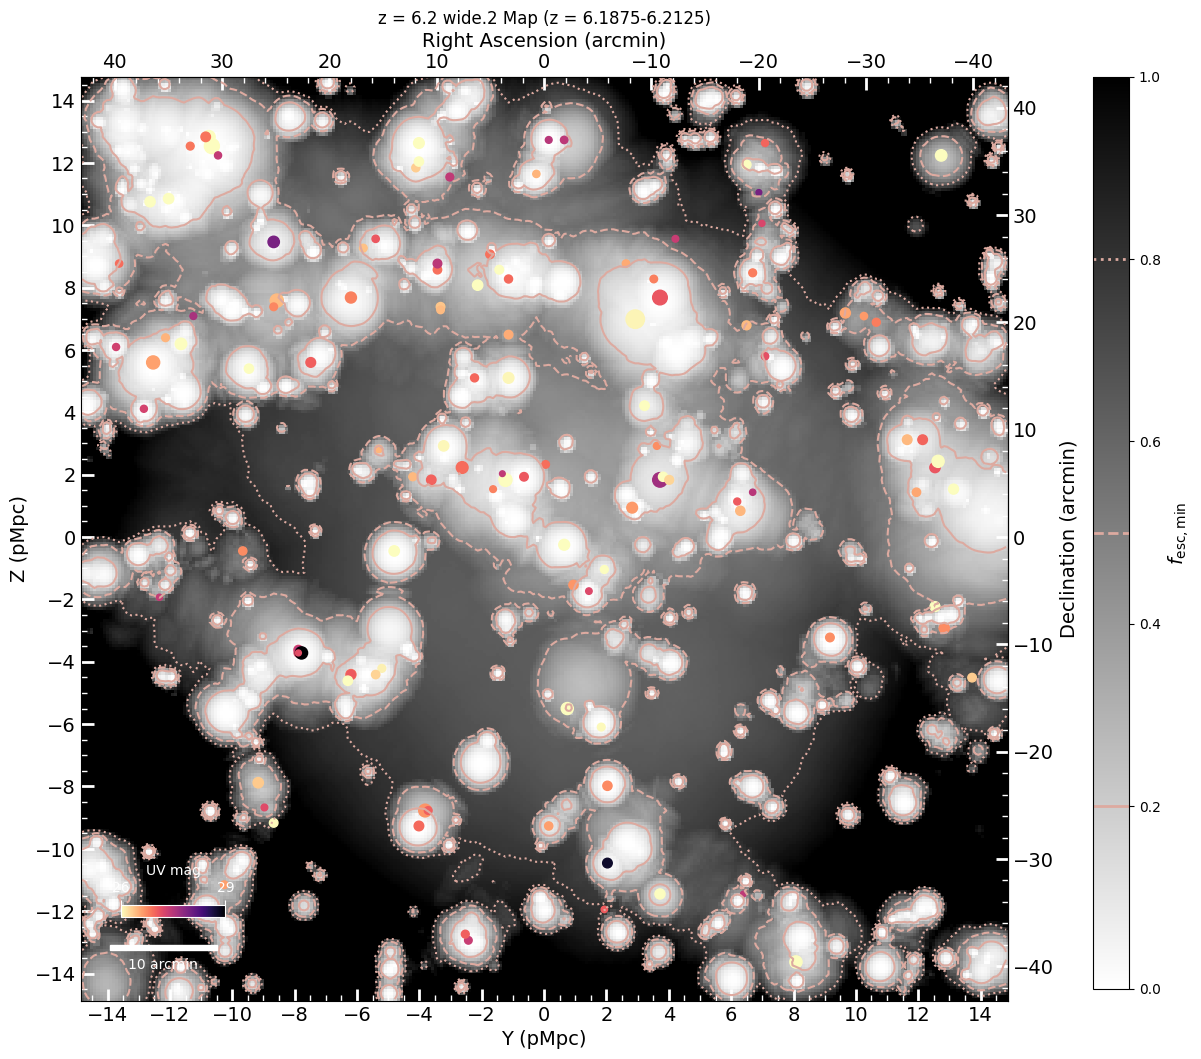 z = 6.2 wide.2 Map (z = 6.1875-6.2125)
Right Ascension (arcmin)
40 30 20 10 0 −10 −20 −30 −40
14 12 10 8 6 4 2 0 −2 −4 −6 −8 −10 −12 −14
Z (pMpc)
40 30 20 10 0 −10 −20 −30 −40
Declination (arcmin)
UV mag
29
10 arcmin
−14 −12 −10 −8 −6 −4 −2 0 2 4 6 8 10 12 14
Y (pMpc)
1.0
0.8
0.6
0.4
0.2
0.0
fesc,min